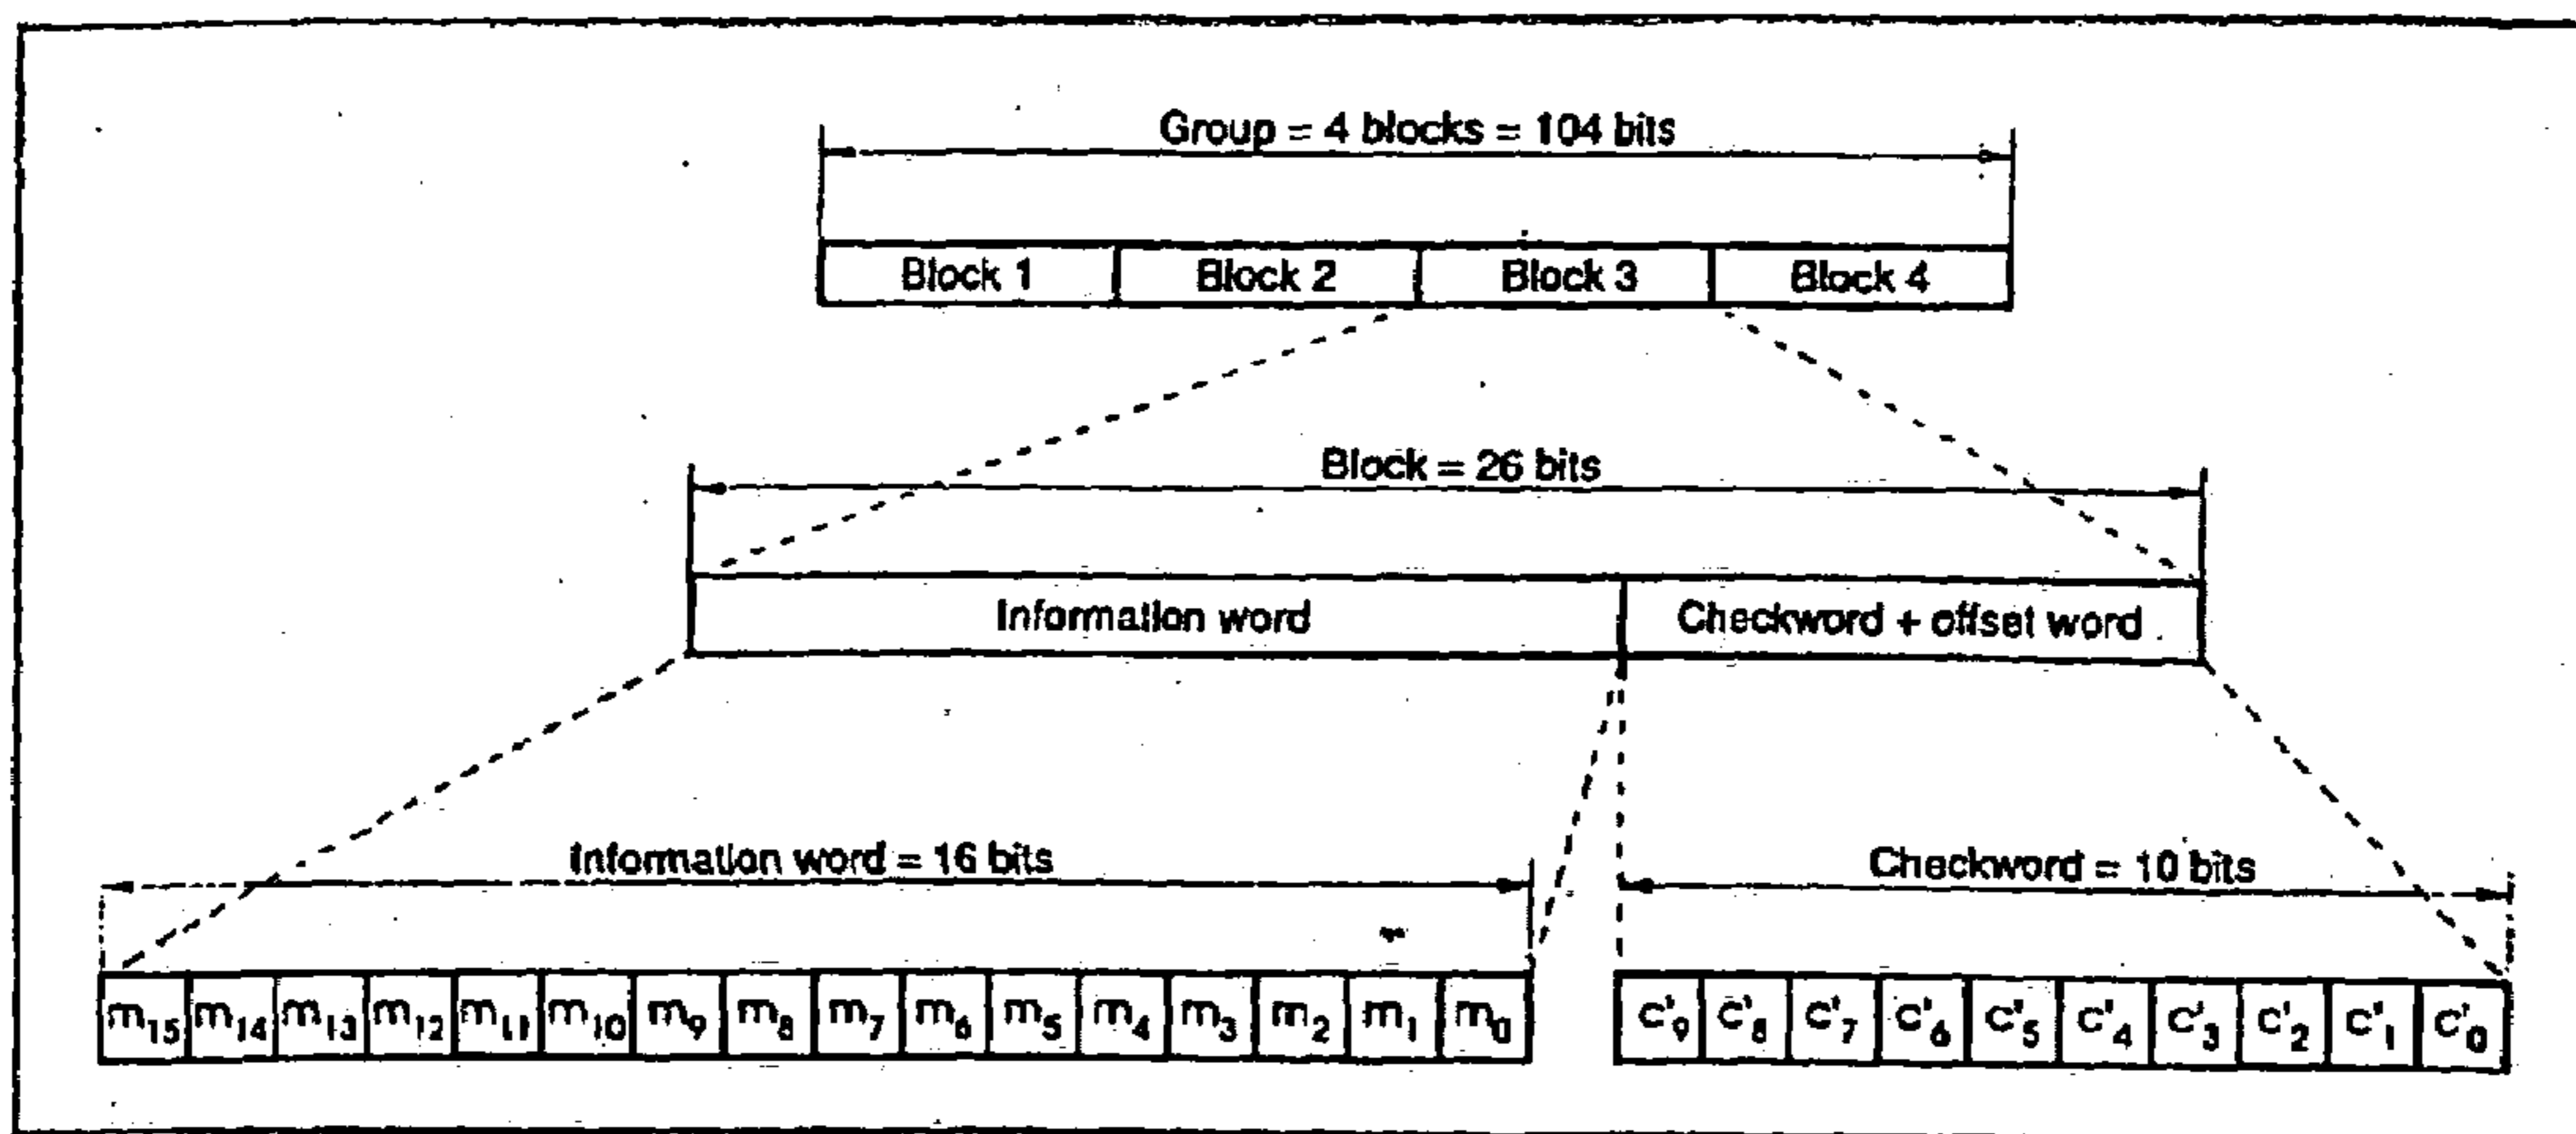 Group = 4 blocks = 104 bits
Block 1 Block 2 Block 3 Block 4
Block = 26 bits
Information word Checkword + offset word
Information word = 16 bits Checkword = 10 bits
m15 m14 m13 m12 m11 m10 m9 m8 m7 m6 m5 m4 m3 m2 m1 m0 c'9 c'8 c'7 c'6 c'5 c'4 c'3 c'2 c'1 c'0